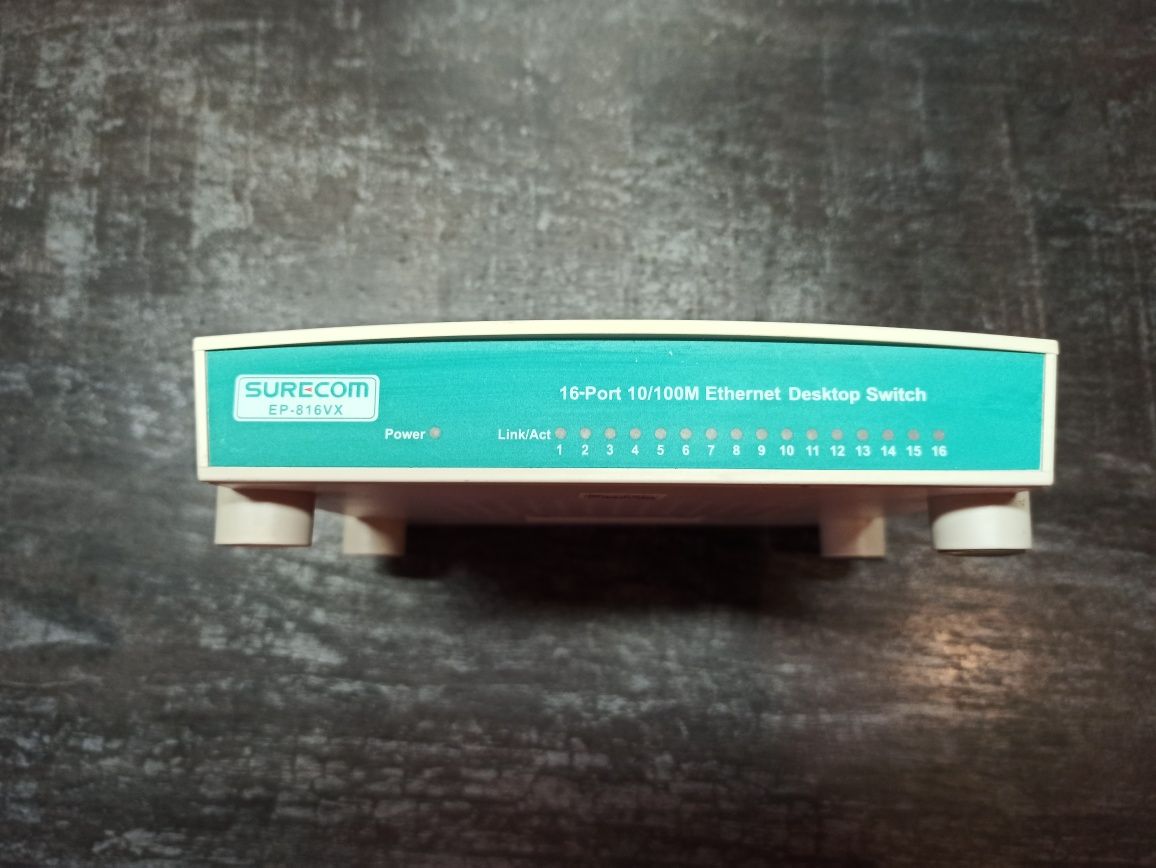 SURECOM
EP-816VX
16-Port 10/100M Ethernet Desktop Switch
Power
Link/Act
1 2 3 4 5 6 7 8 9 10 11 12 13 14 15 16